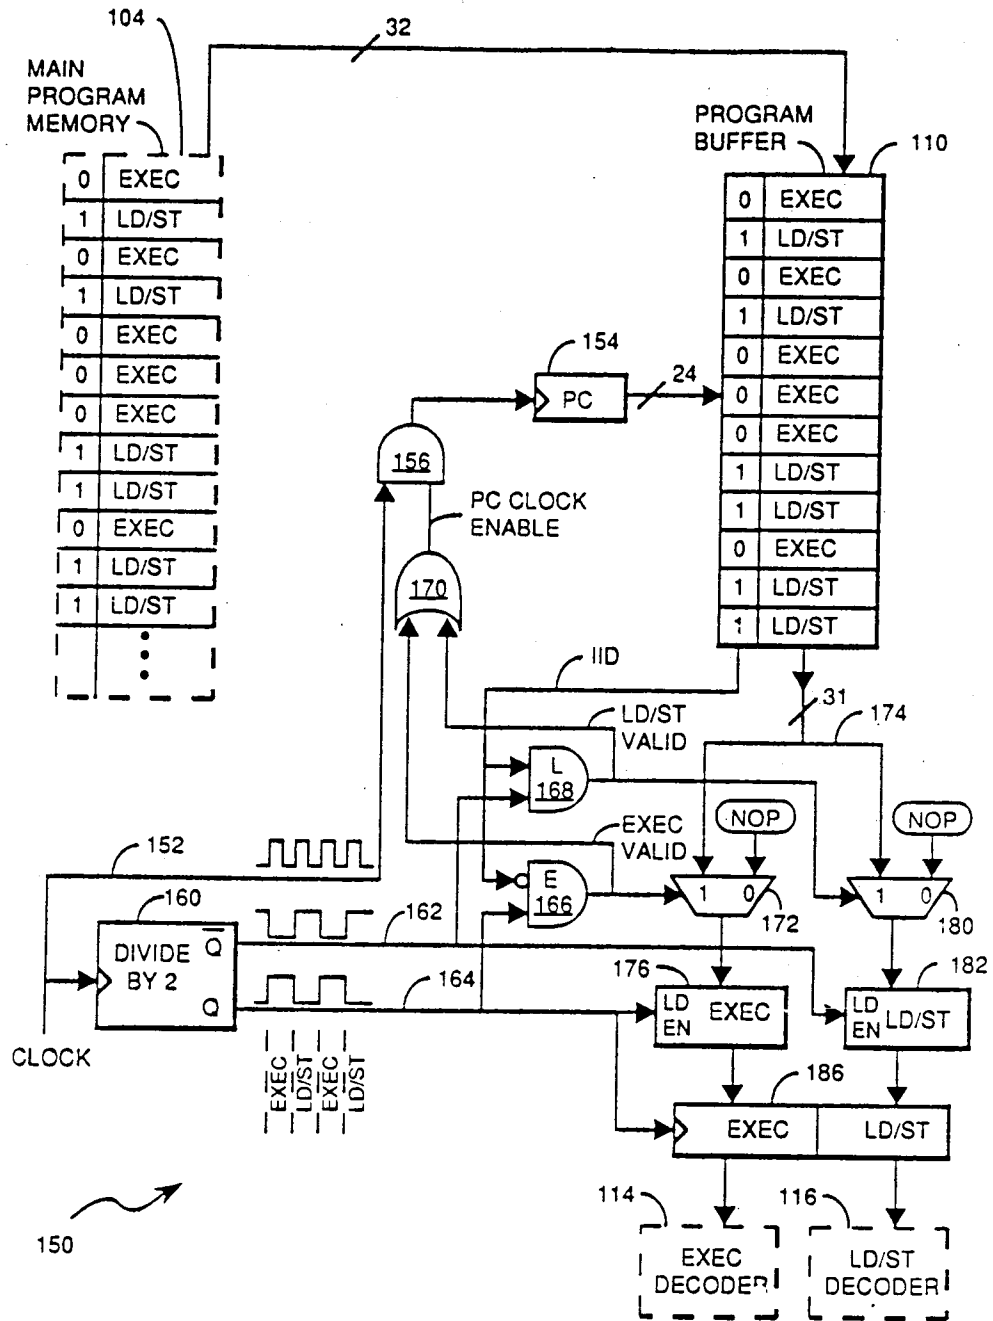 104
32
MAIN
PROGRAM
MEMORY
PROGRAM
BUFFER
110
0 EXEC
1 LD/ST
0 EXEC
1 LD/ST
0 EXEC
0 EXEC
0 EXEC
1 LD/ST
1 LD/ST
0 EXEC
1 LD/ST
1 LD/ST
0 EXEC
1 LD/ST
0 EXEC
1 LD/ST
0 EXEC
0 EXEC
0 EXEC
1 LD/ST
1 LD/ST
0 EXEC
1 LD/ST
1 LD/ST
154
PC
24
156
PC CLOCK
ENABLE
170
IID
31
174
LD/ST
VALID
L
168
NOP
NOP
EXEC
VALID
152
E
166
1 0
172
1 0
180
160
DIVIDE
BY 2
Q
Q
162
164
176
LD
EN
EXEC
182
LD
EN
LD/ST
CLOCK
EXEC
LD/ST
EXEC
LD/ST
186
EXEC
LD/ST
150
114
EXEC
DECODER
116
LD/ST
DECODER